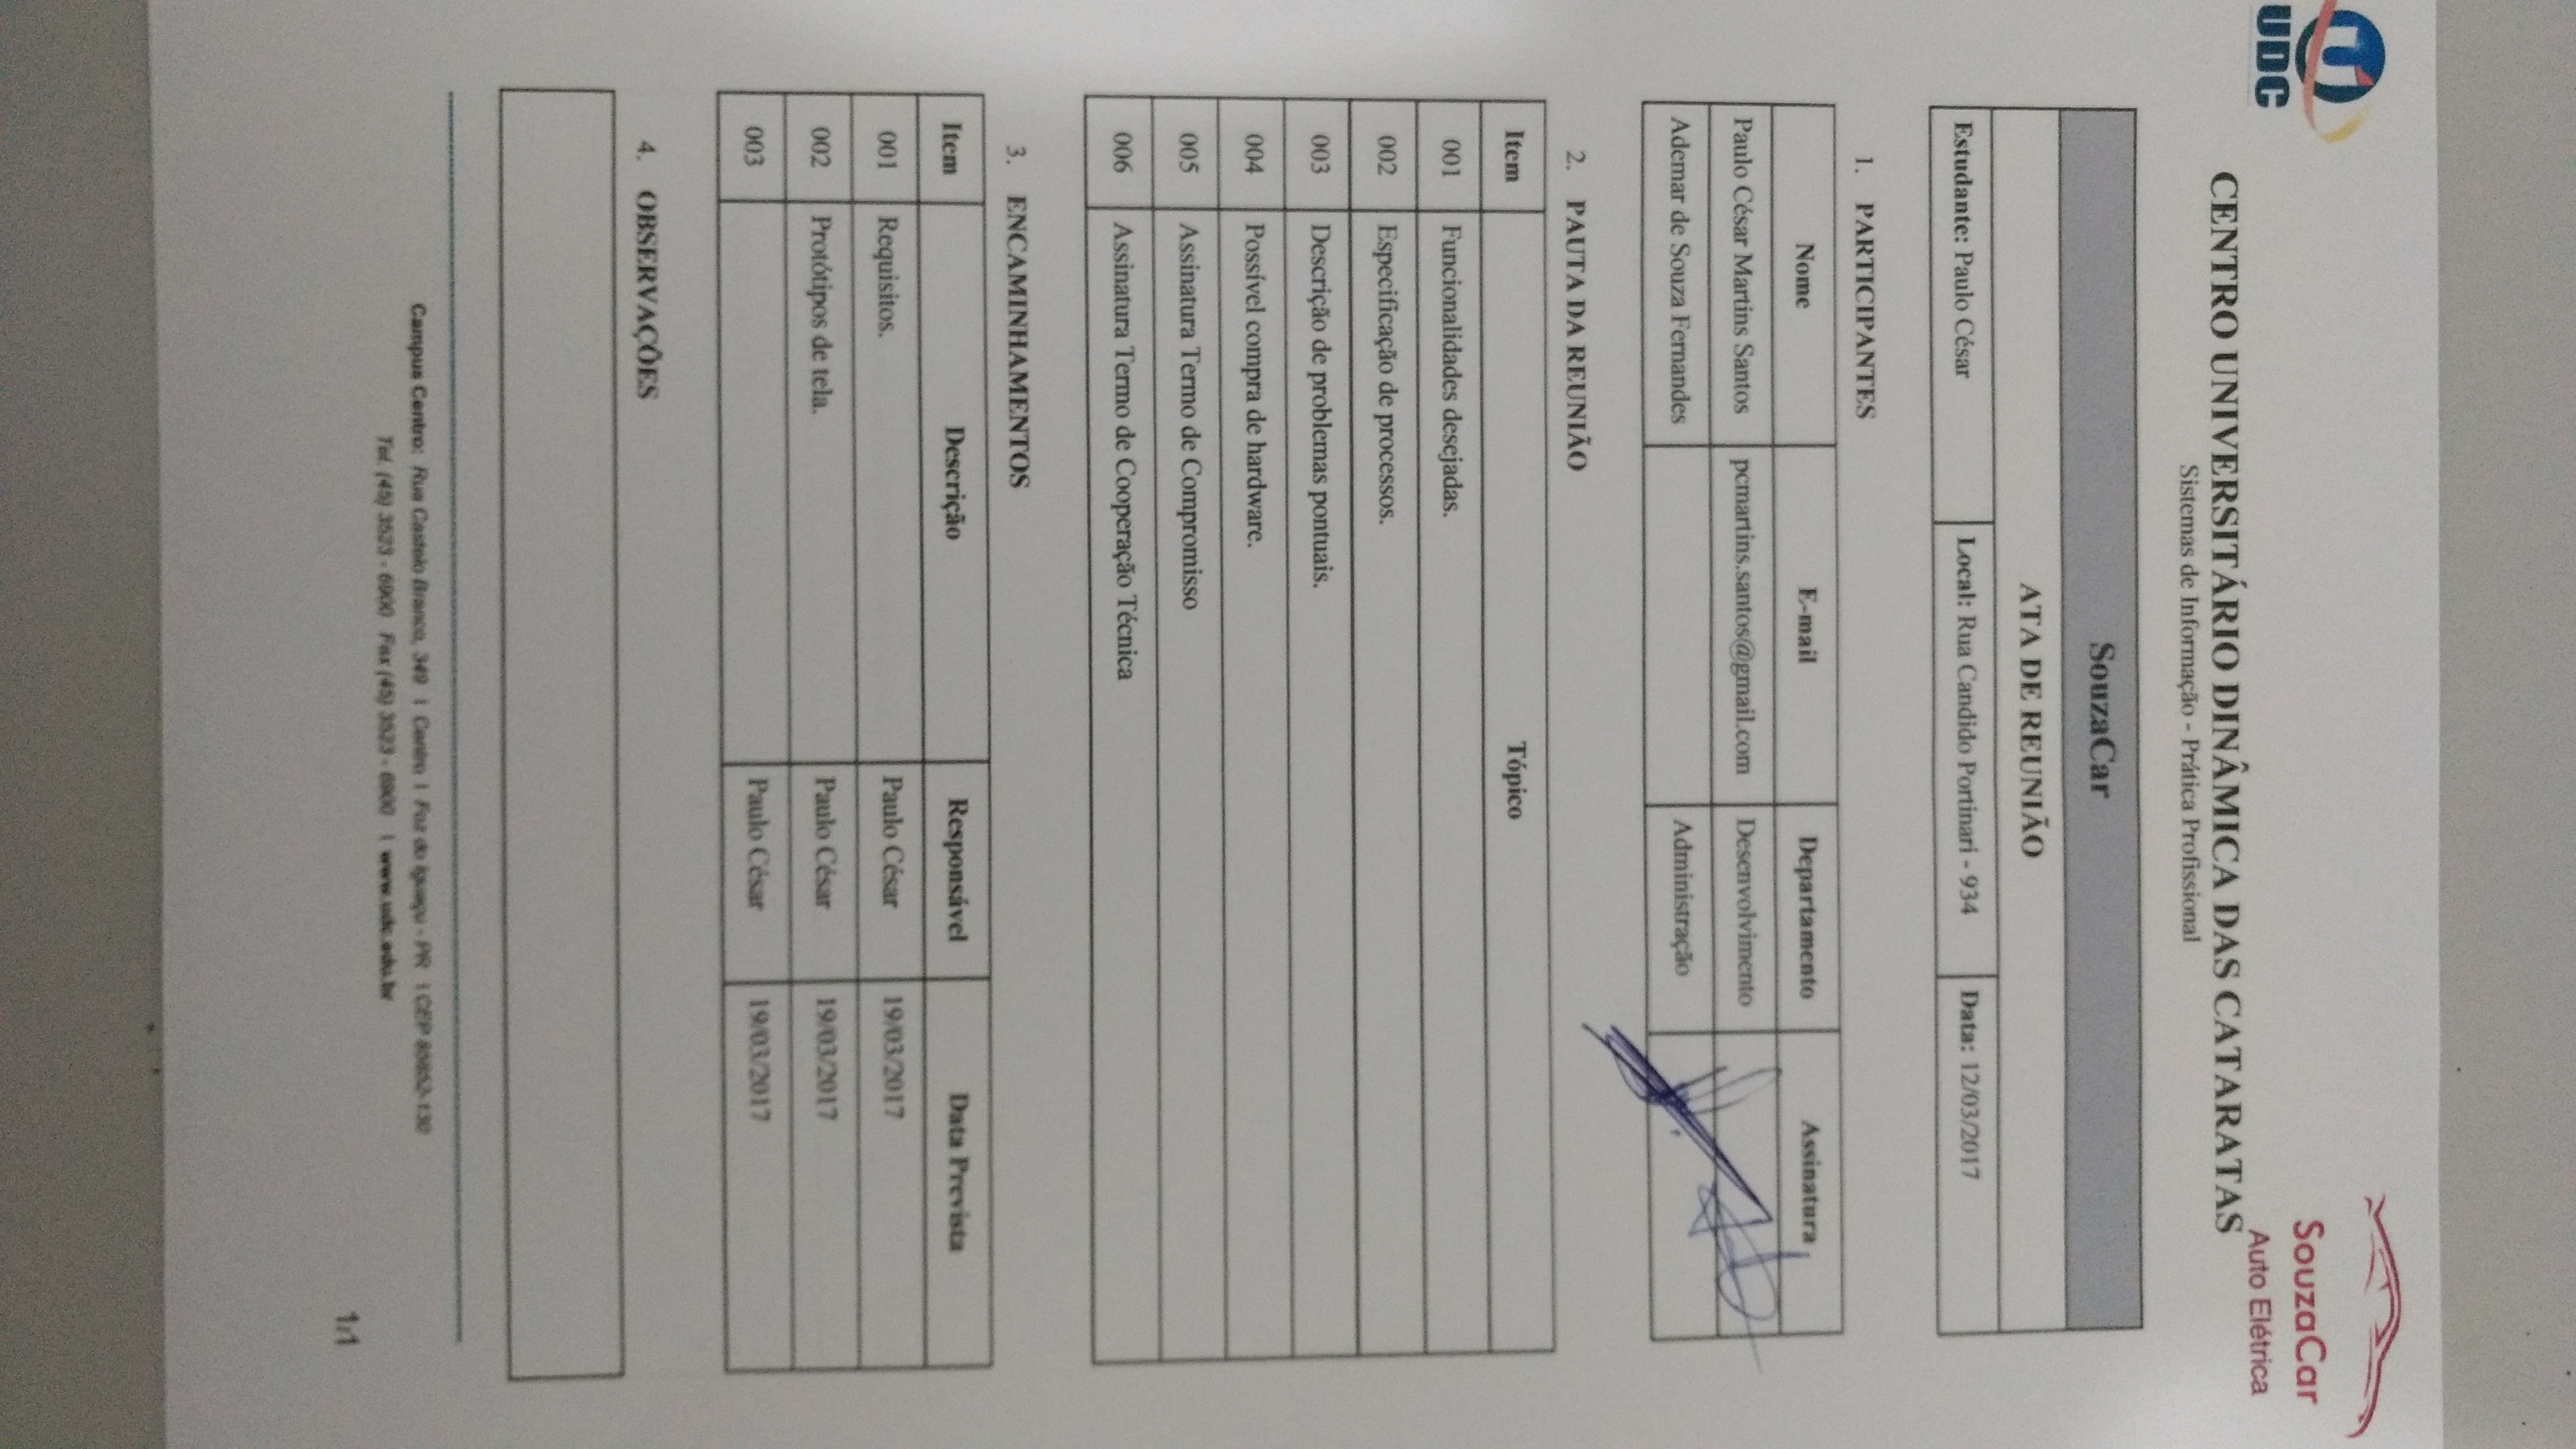 UDC
SouzaCar
Auto Elétrica
CENTRO UNIVERSITÁRIO DINÂMICA DAS CATARATAS
Sistemas de Informação - Prática Profissional
SouzaCar
ATA DE REUNIÃO
Estudante: Paulo César Local: Rua Candido Portinari - 934 Data: 12/03/2017
1. PARTICIPANTES
Nome E-mail Departamento Assinatura
Paulo César Martins Santos pcmartins.santos@gmail.com Desenvolvimento
Ademar de Souza Fernandes Administração
2. PAUTA DA REUNIÃO
Item Tópico
001 Funcionalidades desejadas.
002 Especificação de processos.
003 Descrição de problemas pontuais.
004 Possível compra de hardware.
005 Assinatura Termo de Compromisso
006 Assinatura Termo de Cooperação Técnica
3. ENCAMINHAMENTOS
Item Descrição Responsável Data Prevista
001 Requisitos. Paulo César 19/03/2017
002 Protótipos de tela. Paulo César 19/03/2017
003 Paulo César 19/03/2017
4. OBSERVAÇÕES
Campus Centro: Rua Castelo Branco, 349 | Centro | Foz do Iguaçu - PR | CEP 85852-130
Tel. (45) 3523 - 6900 Fax (45) 3523 - 6900 | www.udc.edu.br
1/1